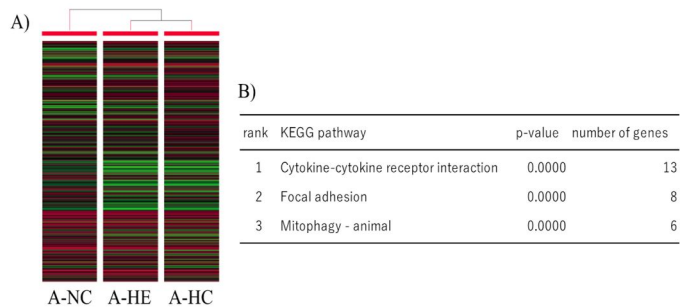 A)
A-NC A-HE A-HC
B)
rank KEGG pathway p-value number of genes
1 Cytokine-cytokine receptor interaction 0.0000 13
2 Focal adhesion 0.0000 8
3 Mitophagy - animal 0.0000 6